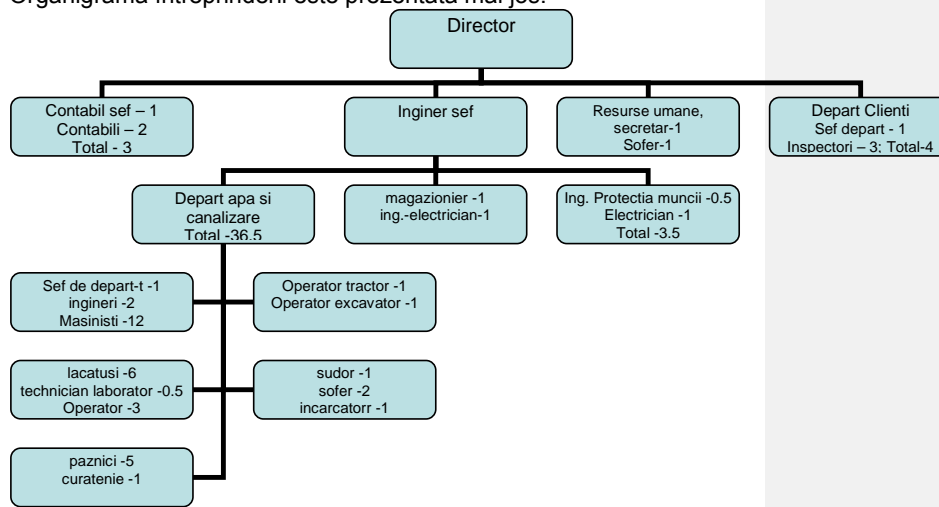 Organigrama întreprinderii este prezentata mai jos.
Director
Contabil sef – 1
Contabili – 2
Total - 3
Inginer sef
Resurse umane,
secretar-1
Sofer-1
Depart Clienti
Sef depart - 1
Inspectori – 3; Total-4
Depart apa si
canalizare
Total -36.5
magazionier -1
ing.-electrician-1
Ing. Protectia muncii -0.5
Electrician -1
Total -3.5
Sef de depart-t -1
ingineri -2
Masinisti -12
Operator tractor -1
Operator excavator -1
lacatusi -6
technician laborator -0.5
Operator -3
sudor -1
sofer -2
incarcatorr -1
paznici -5
curatenie -1